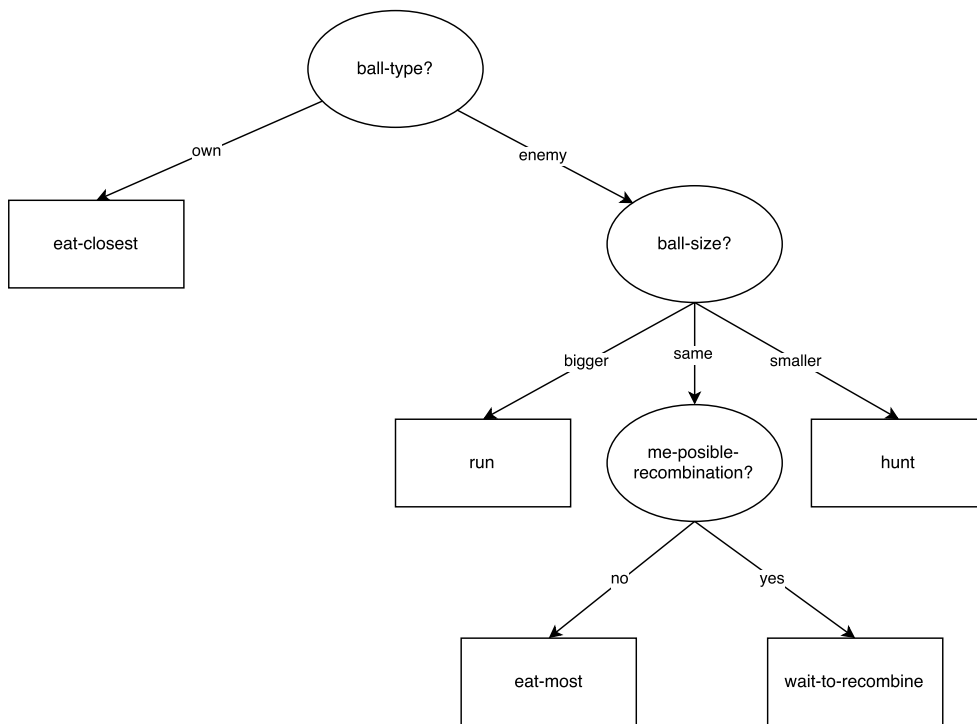 ball-type?
own
enemy
eat-closest
ball-size?
bigger
same
smaller
run
me-posible-
recombination?
hunt
no
yes
eat-most
wait-to-recombine